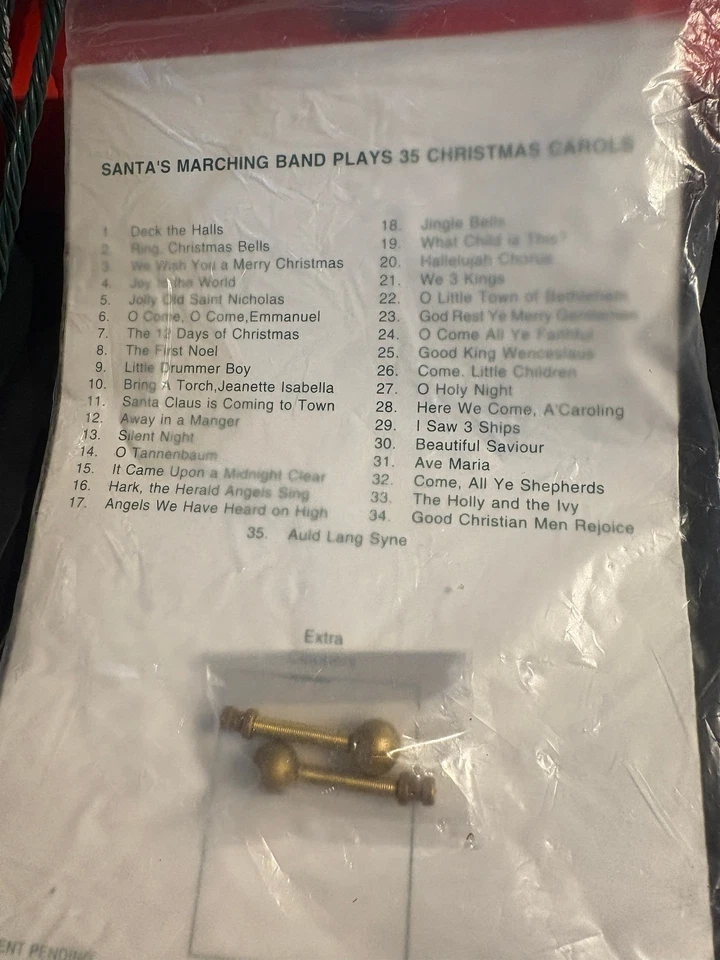 SANTA'S MARCHING BAND PLAYS 35 CHRISTMAS CAROLS
1. Deck the Halls
2. Ring, Christmas Bells
3. We Wish You a Merry Christmas
4. Joy to the World
5. Jolly Old Saint Nicholas
6. O Come, O Come,Emmanuel
7. The 12 Days of Christmas
8. The First Noel
9. Little Drummer Boy
10. Bring A Torch,Jeanette Isabella
11. Santa Claus is Coming to Town
12. Away in a Manger
13. Silent Night
14. O Tannenbaum
15. It Came Upon a Midnight Clear
16. Hark, the Herald Angels Sing
17. Angels We Have Heard on High
18. Jingle Bells
19. What Child is This?
20. Hallelujah Chorus
21. We 3 Kings
22. O Little Town of Bethlehem
23. God Rest Ye Merry Gentlemen
24. O Come All Ye Faithful
25. Good King Wenceslaus
26. Come, Little Children
27. O Holy Night
28. Here We Come, A'Caroling
29. I Saw 3 Ships
30. Beautiful Saviour
31. Ave Maria
32. Come, All Ye Shepherds
33. The Holly and the Ivy
34. Good Christian Men Rejoice
35. Auld Lang Syne
Extra
ENT PENDING